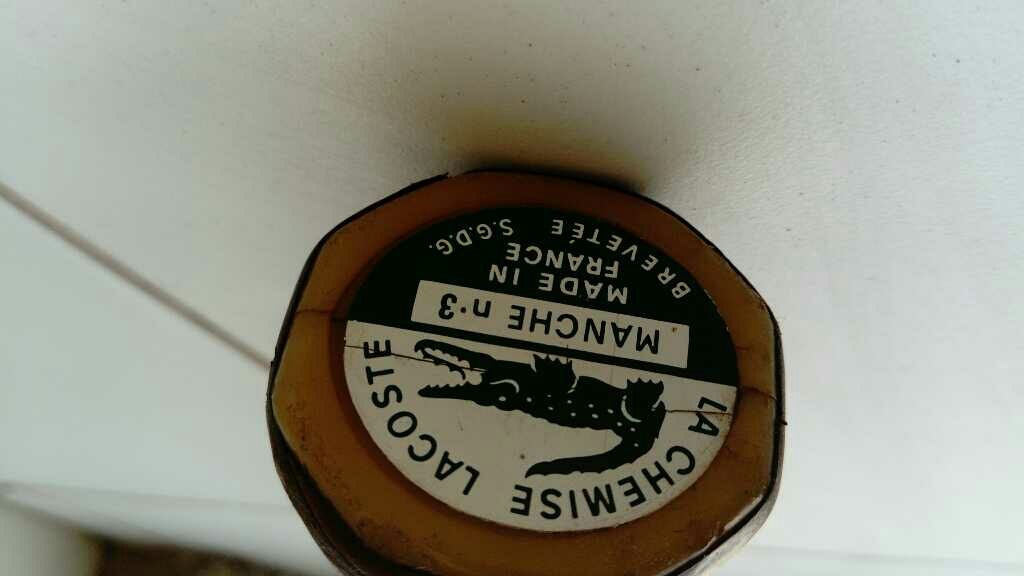 LA CHEMISE LACOSTE
MANCHE n°3
MADE IN
FRANCE
BREVETÉE S.G.D.G.